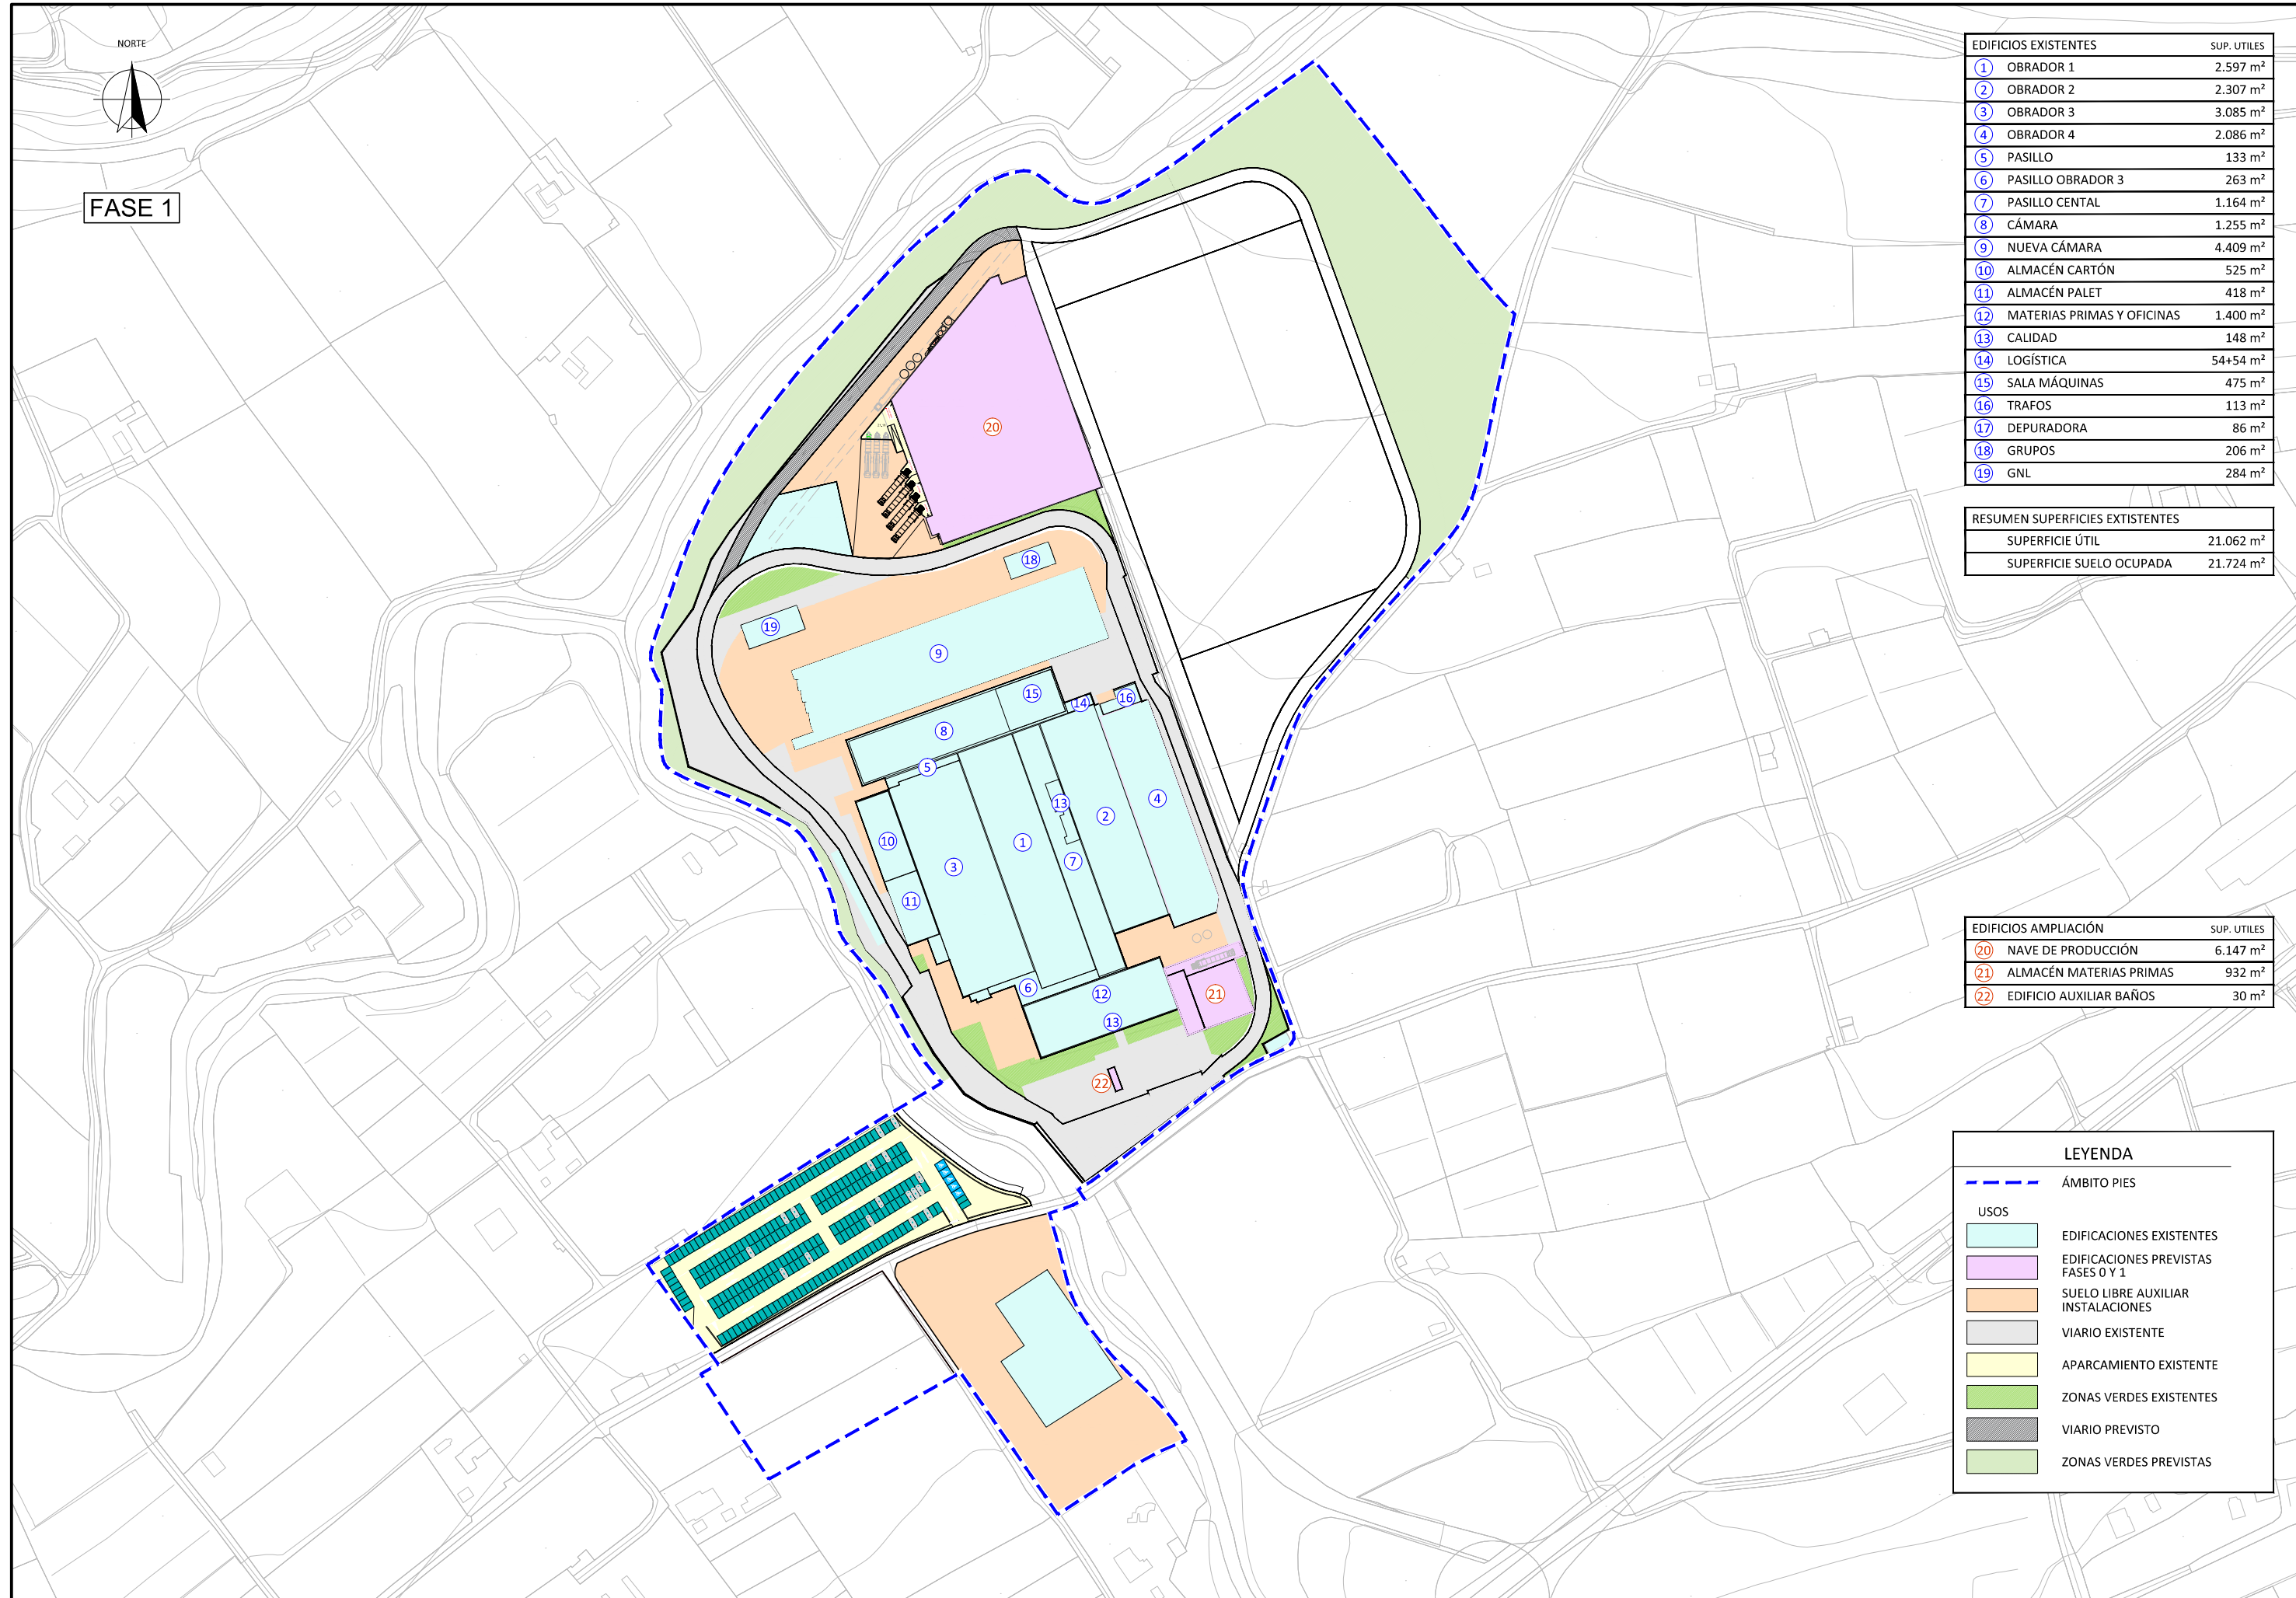 NORTE
FASE 1
EDIFICIOS EXISTENTES SUP. UTILES
1 OBRADOR 1 2.597 m²
2 OBRADOR 2 2.307 m²
3 OBRADOR 3 3.085 m²
4 OBRADOR 4 2.086 m²
5 PASILLO 133 m²
6 PASILLO OBRADOR 3 263 m²
7 PASILLO CENTAL 1.164 m²
8 CÁMARA 1.255 m²
9 NUEVA CÁMARA 4.409 m²
10 ALMACÉN CARTÓN 525 m²
11 ALMACÉN PALET 418 m²
12 MATERIAS PRIMAS Y OFICINAS 1.400 m²
13 CALIDAD 148 m²
14 LOGÍSTICA 54+54 m²
15 SALA MÁQUINAS 475 m²
16 TRAFOS 113 m²
17 DEPURADORA 86 m²
18 GRUPOS 206 m²
19 GNL 284 m²
RESUMEN SUPERFICIES EXTISTENTES
SUPERFICIE ÚTIL 21.062 m²
SUPERFICIE SUELO OCUPADA 21.724 m²
EDIFICIOS AMPLIACIÓN SUP. UTILES
20 NAVE DE PRODUCCIÓN 6.147 m²
21 ALMACÉN MATERIAS PRIMAS 932 m²
22 EDIFICIO AUXILIAR BAÑOS 30 m²
LEYENDA
ÁMBITO PIES
USOS
EDIFICACIONES EXISTENTES
EDIFICACIONES PREVISTAS
FASES 0 Y 1
SUELO LIBRE AUXILIAR
INSTALACIONES
VIARIO EXISTENTE
APARCAMIENTO EXISTENTE
ZONAS VERDES EXISTENTES
VIARIO PREVISTO
ZONAS VERDES PREVISTAS
20
18
19
9
15
14
16
8
5
13
4
2
10
1
7
3
11
6
12
21
13
22